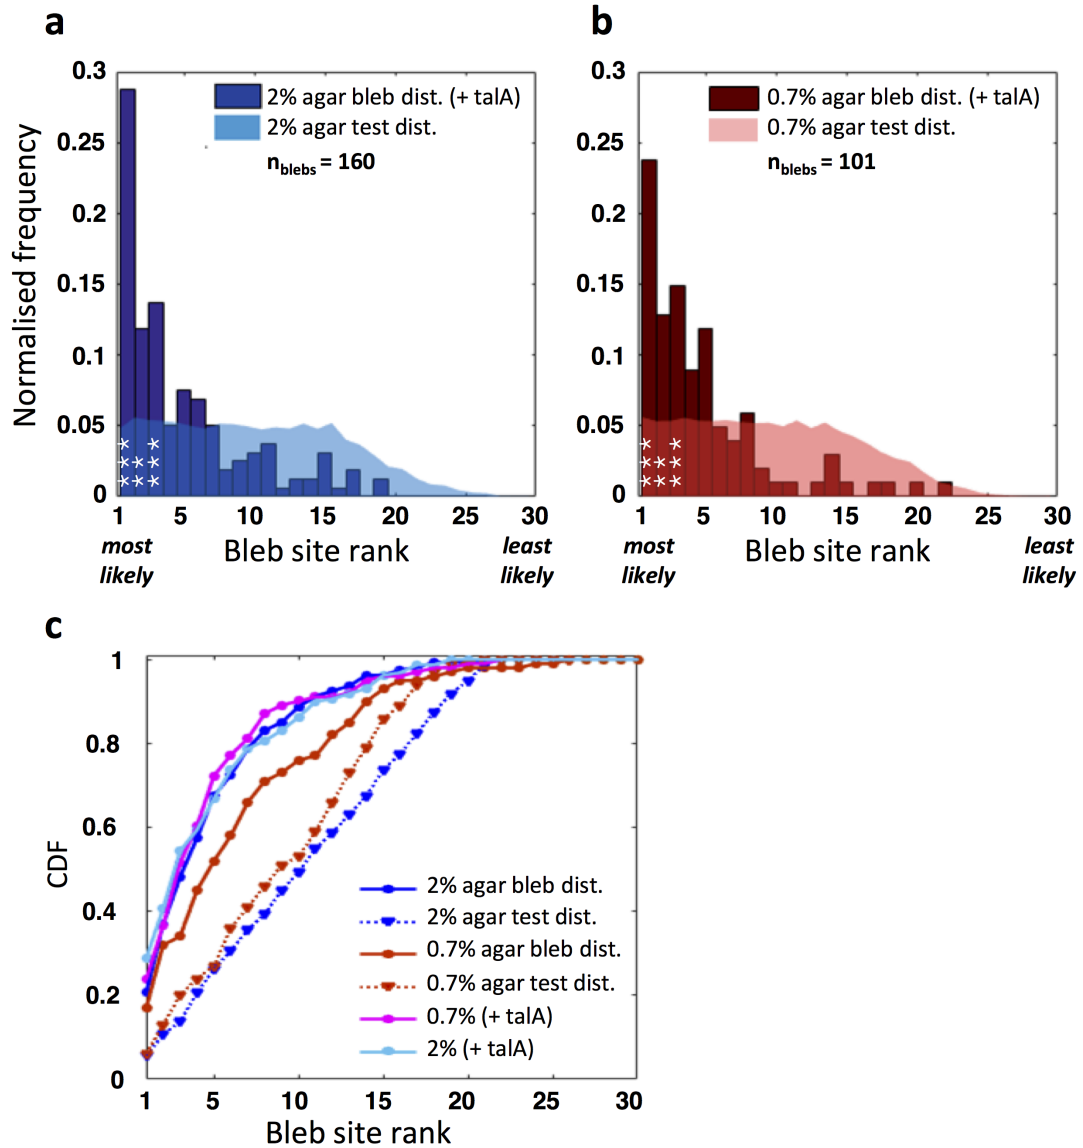 a
0.3
0.25
0.2
0.15
0.1
0.05
0
Normalised frequency
2% agar bleb dist. (+ talA)
2% agar test dist.
n_blebs = 160
* *
* * *
* * *
1 5 10 15 20 25 30
most likely
Bleb site rank
least likely
b
0.3
0.25
0.2
0.15
0.1
0.05
0
0.7% agar bleb dist. (+ talA)
0.7% agar test dist.
n_blebs = 101
* *
* * *
* * *
1 5 10 15 20 25 30
most likely
Bleb site rank
least likely
c
1
0.8
0.6
0.4
0.2
0
CDF
2% agar bleb dist.
2% agar test dist.
0.7% agar bleb dist.
0.7% agar test dist.
0.7% (+ talA)
2% (+ talA)
1 5 10 15 20 25 30
Bleb site rank